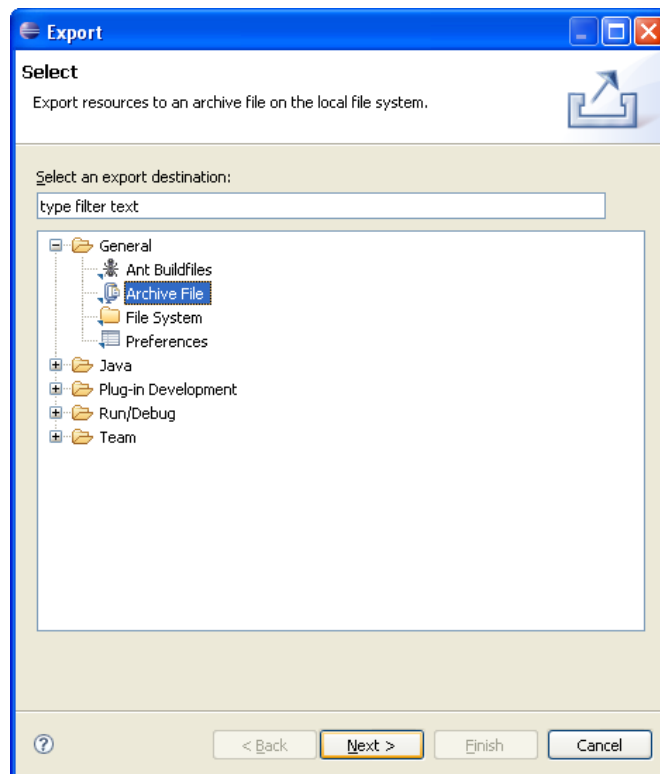 Export
Select
Export resources to an archive file on the local file system.
Select an export destination:
type filter text
General
Ant Buildfiles
Archive File
File System
Preferences
Java
Plug-in Development
Run/Debug
Team
< Back Next > Finish Cancel